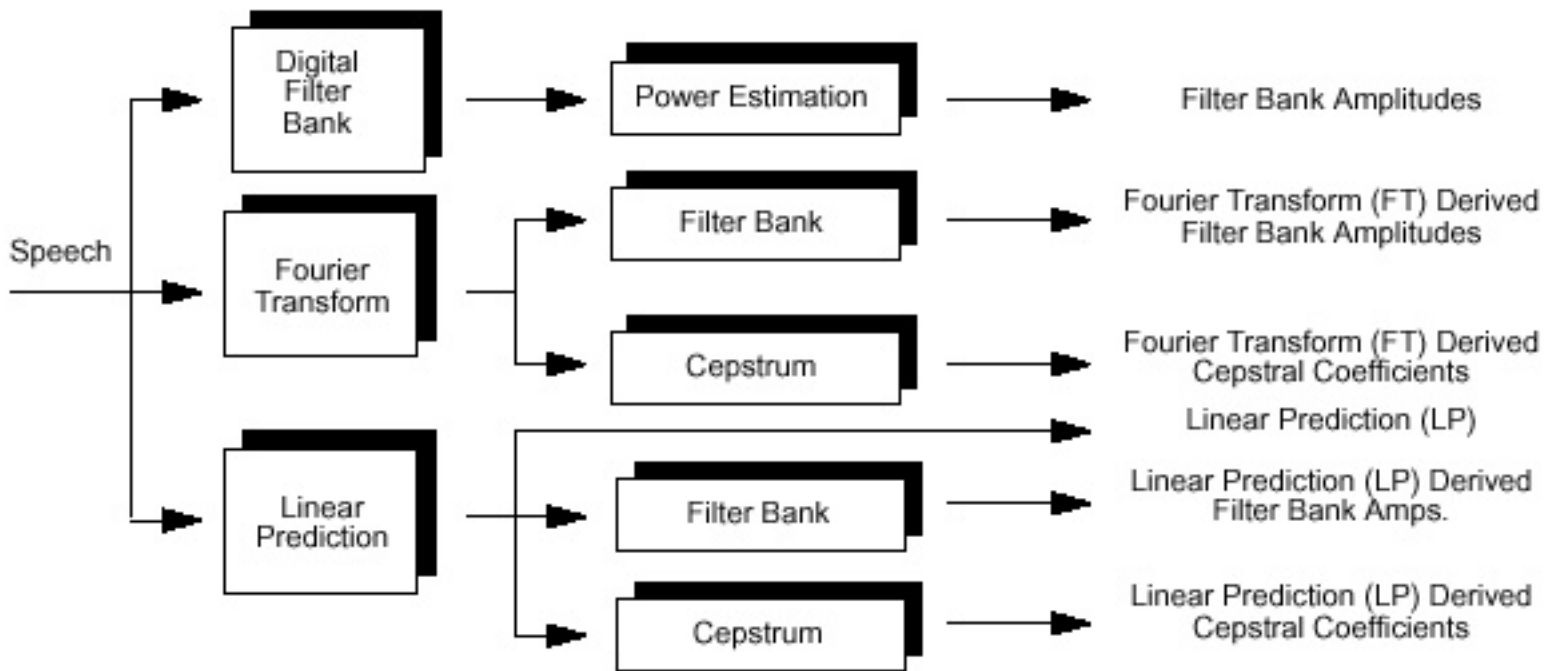 Speech
Digital
Filter
Bank
Power Estimation
Filter Bank Amplitudes
Fourier
Transform
Filter Bank
Fourier Transform (FT) Derived
Filter Bank Amplitudes
Cepstrum
Fourier Transform (FT) Derived
Cepstral Coefficients
Linear
Prediction
Linear Prediction (LP)
Filter Bank
Linear Prediction (LP) Derived
Filter Bank Amps.
Cepstrum
Linear Prediction (LP) Derived
Cepstral Coefficients